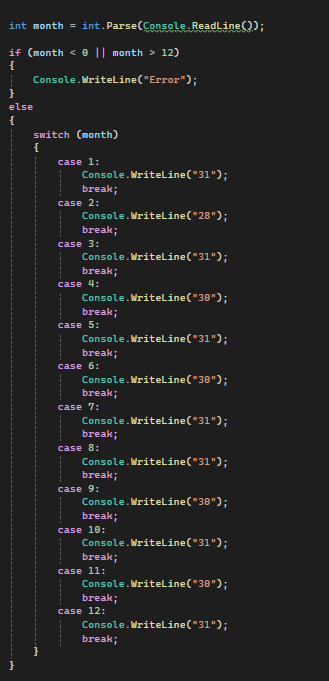 int month = int.Parse(Console.ReadLine());
if (month < 0 || month > 12)
{
Console.WriteLine("Error");
}
else
{
switch (month)
{
case 1:
Console.WriteLine("31");
break;
case 2:
Console.WriteLine("28");
break;
case 3:
Console.WriteLine("31");
break;
case 4:
Console.WriteLine("30");
break;
case 5:
Console.WriteLine("31");
break;
case 6:
Console.WriteLine("30");
break;
case 7:
Console.WriteLine("31");
break;
case 8:
Console.WriteLine("31");
break;
case 9:
Console.WriteLine("30");
break;
case 10:
Console.WriteLine("31");
break;
case 11:
Console.WriteLine("30");
break;
case 12:
Console.WriteLine("31");
break;
}
}